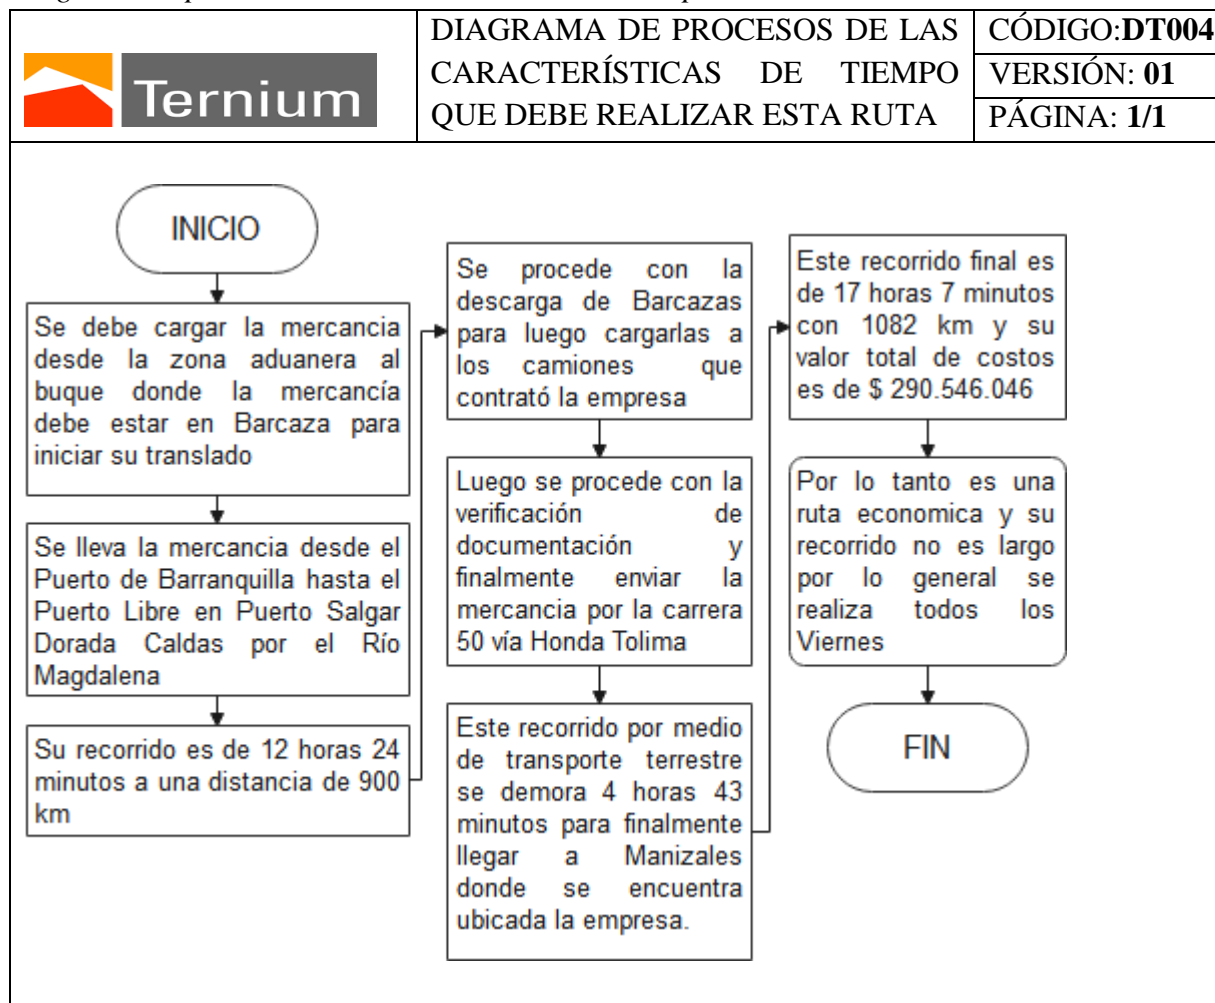 Ternium
DIAGRAMA DE PROCESOS DE LAS
CARACTERÍSTICAS DE TIEMPO
QUE DEBE REALIZAR ESTA RUTA
CÓDIGO:DT004
VERSIÓN: 01
PÁGINA: 1/1
INICIO
Se debe cargar la mercancia
desde la zona aduanera al
buque donde la mercancía
debe estar en Barcaza para
iniciar su translado
Se lleva la mercancia desde el
Puerto de Barranquilla hasta el
Puerto Libre en Puerto Salgar
Dorada Caldas por el Río
Magdalena
Su recorrido es de 12 horas 24
minutos a una distancia de 900
km
Se procede con la
descarga de Barcazas
para luego cargarlas a
los camiones que
contrató la empresa
Luego se procede con la
verificación de
documentación y
finalmente enviar la
mercancia por la carrera
50 vía Honda Tolima
Este recorrido por medio
de transporte terrestre
se demora 4 horas 43
minutos para finalmente
llegar a Manizales
donde se encuentra
ubicada la empresa.
Este recorrido final es
de 17 horas 7 minutos
con 1082 km y su
valor total de costos
es de $ 290.546.046
Por lo tanto es una
ruta economica y su
recorrido no es largo
por lo general se
realiza todos los
Viernes
FIN